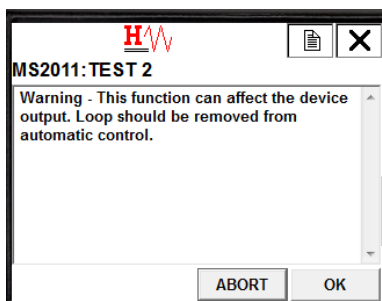 H
MS2011:TEST 2
Warning - This function can affect the device
output. Loop should be removed from
automatic control.
ABORT OK